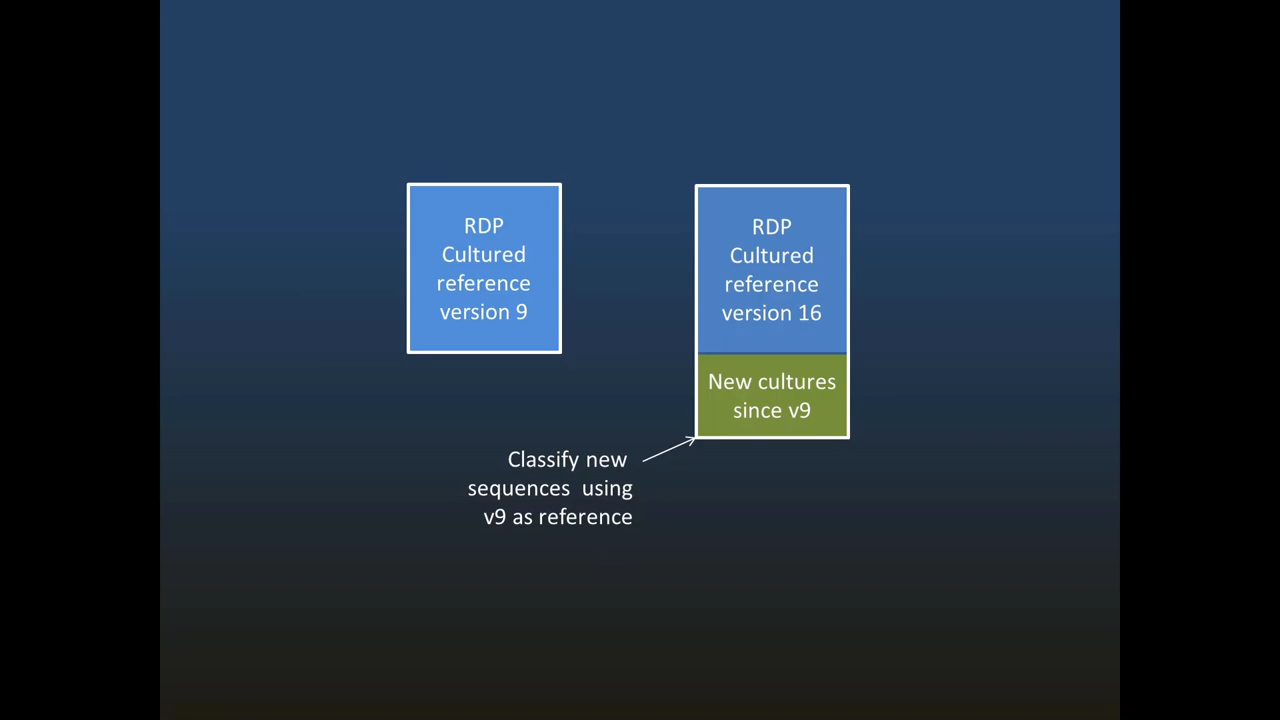 RDP
Cultured
reference
version 9
RDP
Cultured
reference
version 16
New cultures
since v9
Classify new
sequences using
v9 as reference